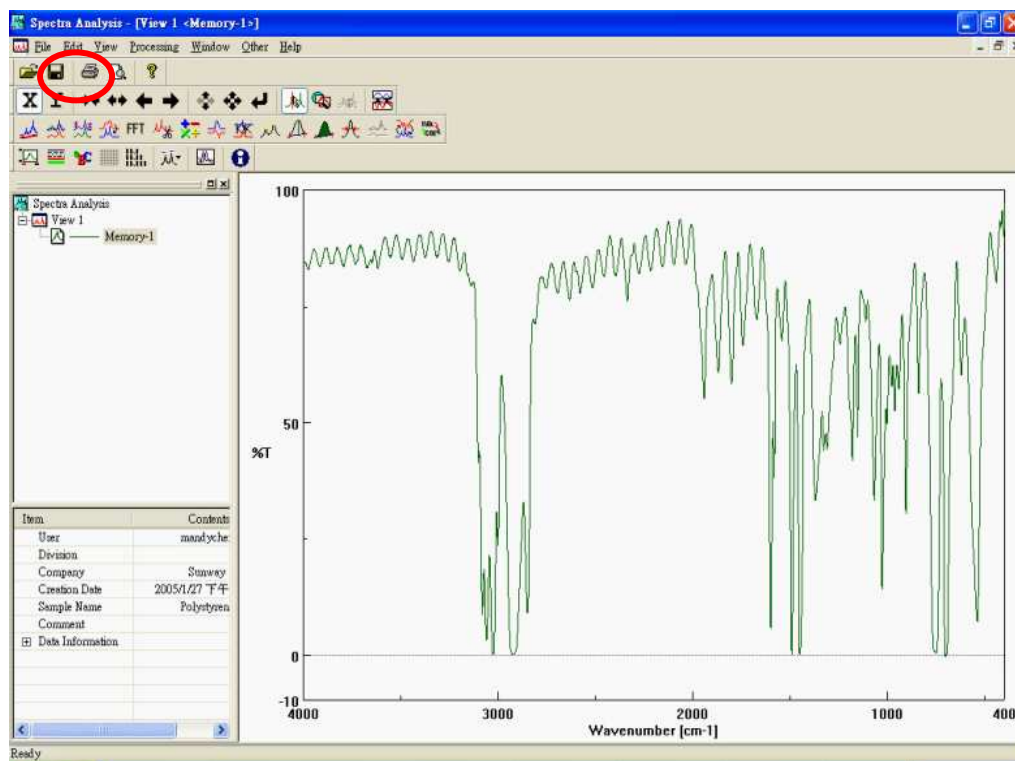 Spectra Analysis - [View 1 <Memory-1>]
File Edit View Processing Window Other Help
FFT
Spectra Analysis
View 1
Memory-1
Item Contents
User mandyche
Division
Company Sunway
Creation Date 2005/1/27 下午
Sample Name Polystyren
Comment
Data Information
Ready
100
50
%T
0
-10
4000 3000 2000 1000 400
Wavenumber [cm-1]